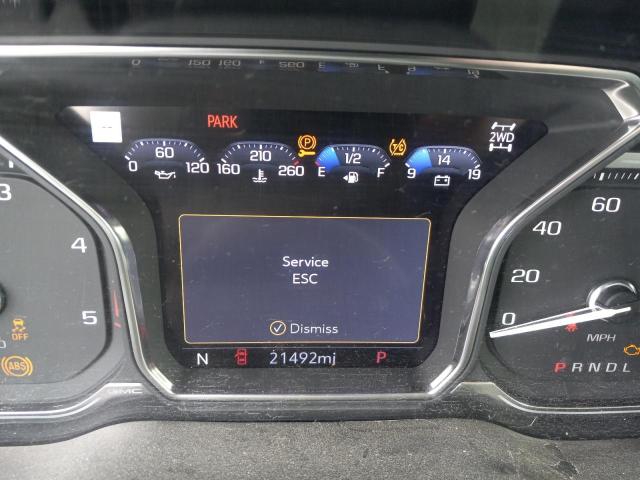 PARK
2WD
0 60 120
160 210 260
E 1/2 F
9 14 19
3
4
5
OFF
ABS
Service
ESC
Dismiss
N 21492mi P
GMC
60
40
20
0
MPH
PRNDL